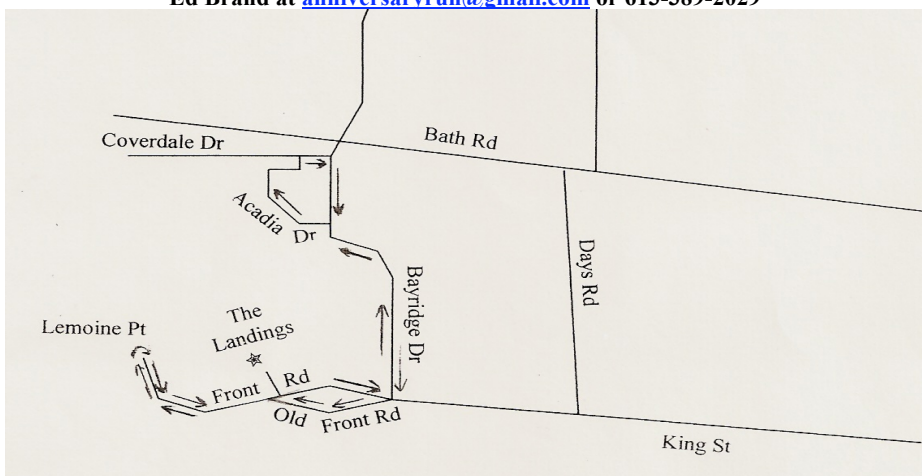 Ed Brand at anniversaryrun@gmail.com or 613-389-2029
Bath Rd
Coverdale Dr
Acadia Dr
Days Rd
Bayridge Dr
The
Landings
Lemoine Pt
Front Rd
Old Front Rd
King St